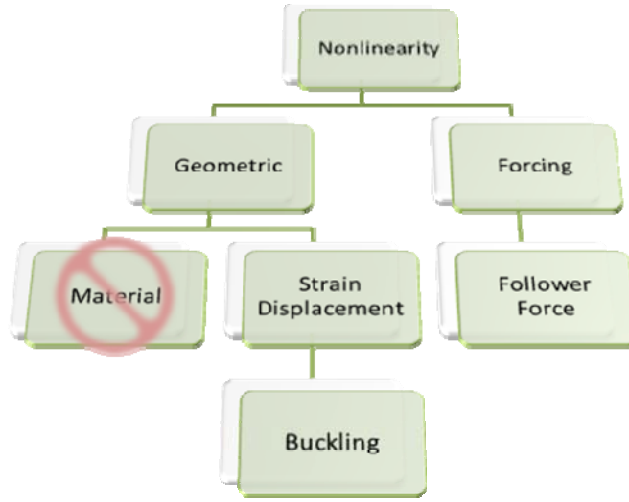 Nonlinearity
Geometric
Forcing
Material
Strain
Displacement
Follower
Force
Buckling